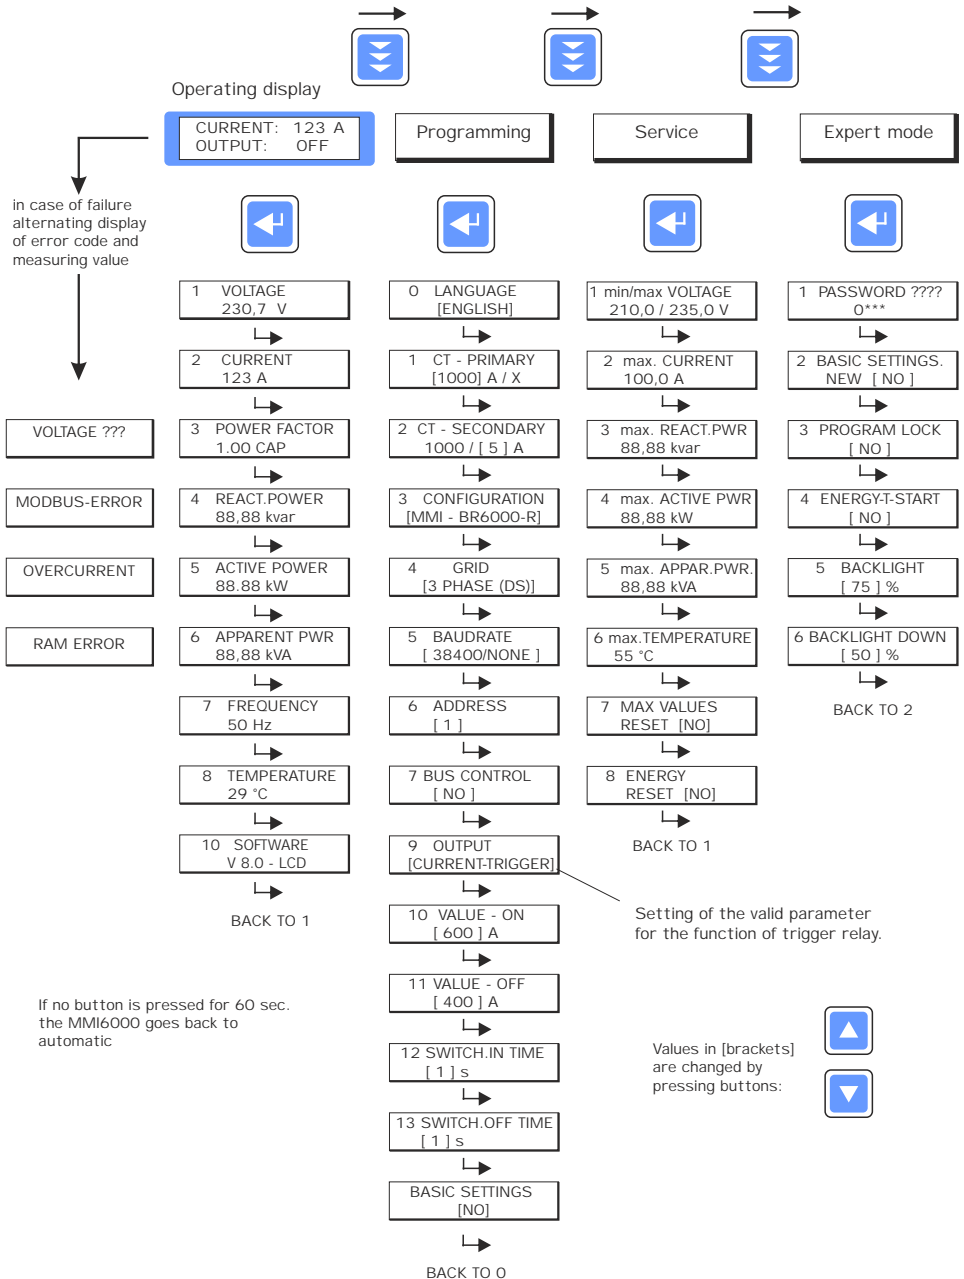 Operating display
CURRENT: 123 A
OUTPUT: OFF
Programming
Service
Expert mode
in case of failure
alternating display
of error code and
measuring value
VOLTAGE ???
MODBUS-ERROR
OVERCURRENT
RAM ERROR
1 VOLTAGE
230,7 V
2 CURRENT
123 A
3 POWER FACTOR
1.00 CAP
4 REACT.POWER
88,88 kvar
5 ACTIVE POWER
88.88 kW
6 APPARENT PWR
88,88 kVA
7 FREQUENCY
50 Hz
8 TEMPERATURE
29 °C
10 SOFTWARE
V 8.0 - LCD
BACK TO 1
0 LANGUAGE
[ENGLISH]
1 CT - PRIMARY
[1000] A / X
2 CT - SECONDARY
1000 / [ 5 ] A
3 CONFIGURATION
[MMI - BR6000-R]
4 GRID
[3 PHASE (DS)]
5 BAUDRATE
[ 38400/NONE ]
6 ADDRESS
[ 1 ]
7 BUS CONTROL
[ NO ]
9 OUTPUT
[CURRENT-TRIGGER].
10 VALUE - ON
[ 600 ] A
11 VALUE - OFF
[ 400 ] A
12 SWITCH.IN TIME
[ 1 ] s
13 SWITCH.OFF TIME
[ 1 ] s
BASIC SETTINGS
[NO]
BACK TO 0
1 min/max VOLTAGE
210,0 / 235,0 V
2 max. CURRENT
100,0 A
3 max. REACT.PWR
88,88 kvar
4 max. ACTIVE PWR
88,88 kW
5 max. APPAR.PWR.
88,88 kVA
6 max.TEMPERATURE
55 °C
7 MAX VALUES
RESET [NO]
8 ENERGY
RESET [NO]
BACK TO 1
1 PASSWORD ????
0***
2 BASIC SETTINGS.
NEW [ NO ]
3 PROGRAM LOCK
[ NO ]
4 ENERGY-T-START
[ NO ]
5 BACKLIGHT
[ 75 ] %
6 BACKLIGHT DOWN
[ 50 ] %
BACK TO 2
Setting of the valid parameter
for the function of trigger relay.
If no button is pressed for 60 sec.
the MMI6000 goes back to
automatic
Values in [brackets]
are changed by
pressing buttons: